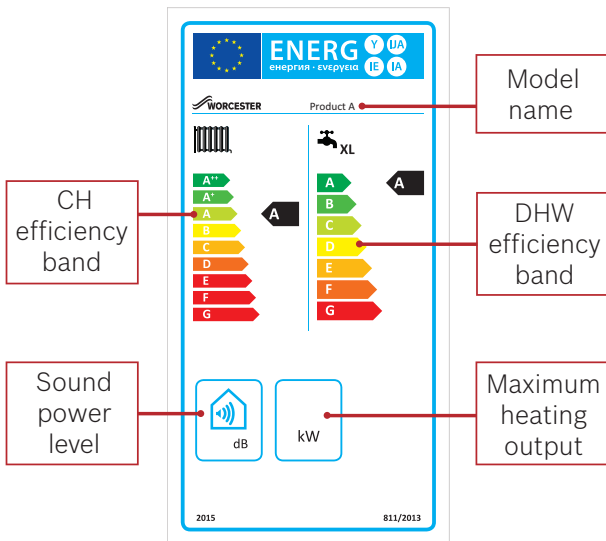 ENERG
Y IJA
IE IA
енергия · ενεργεια
WORCESTER
Product A
Model
name
XL
A++
A+
A
B
C
D
E
F
G
A
A
B
C
D
E
F
G
A
CH
efficiency
band
DHW
efficiency
band
Sound
power
level
dB
kW
Maximum
heating
output
2015
811/2013